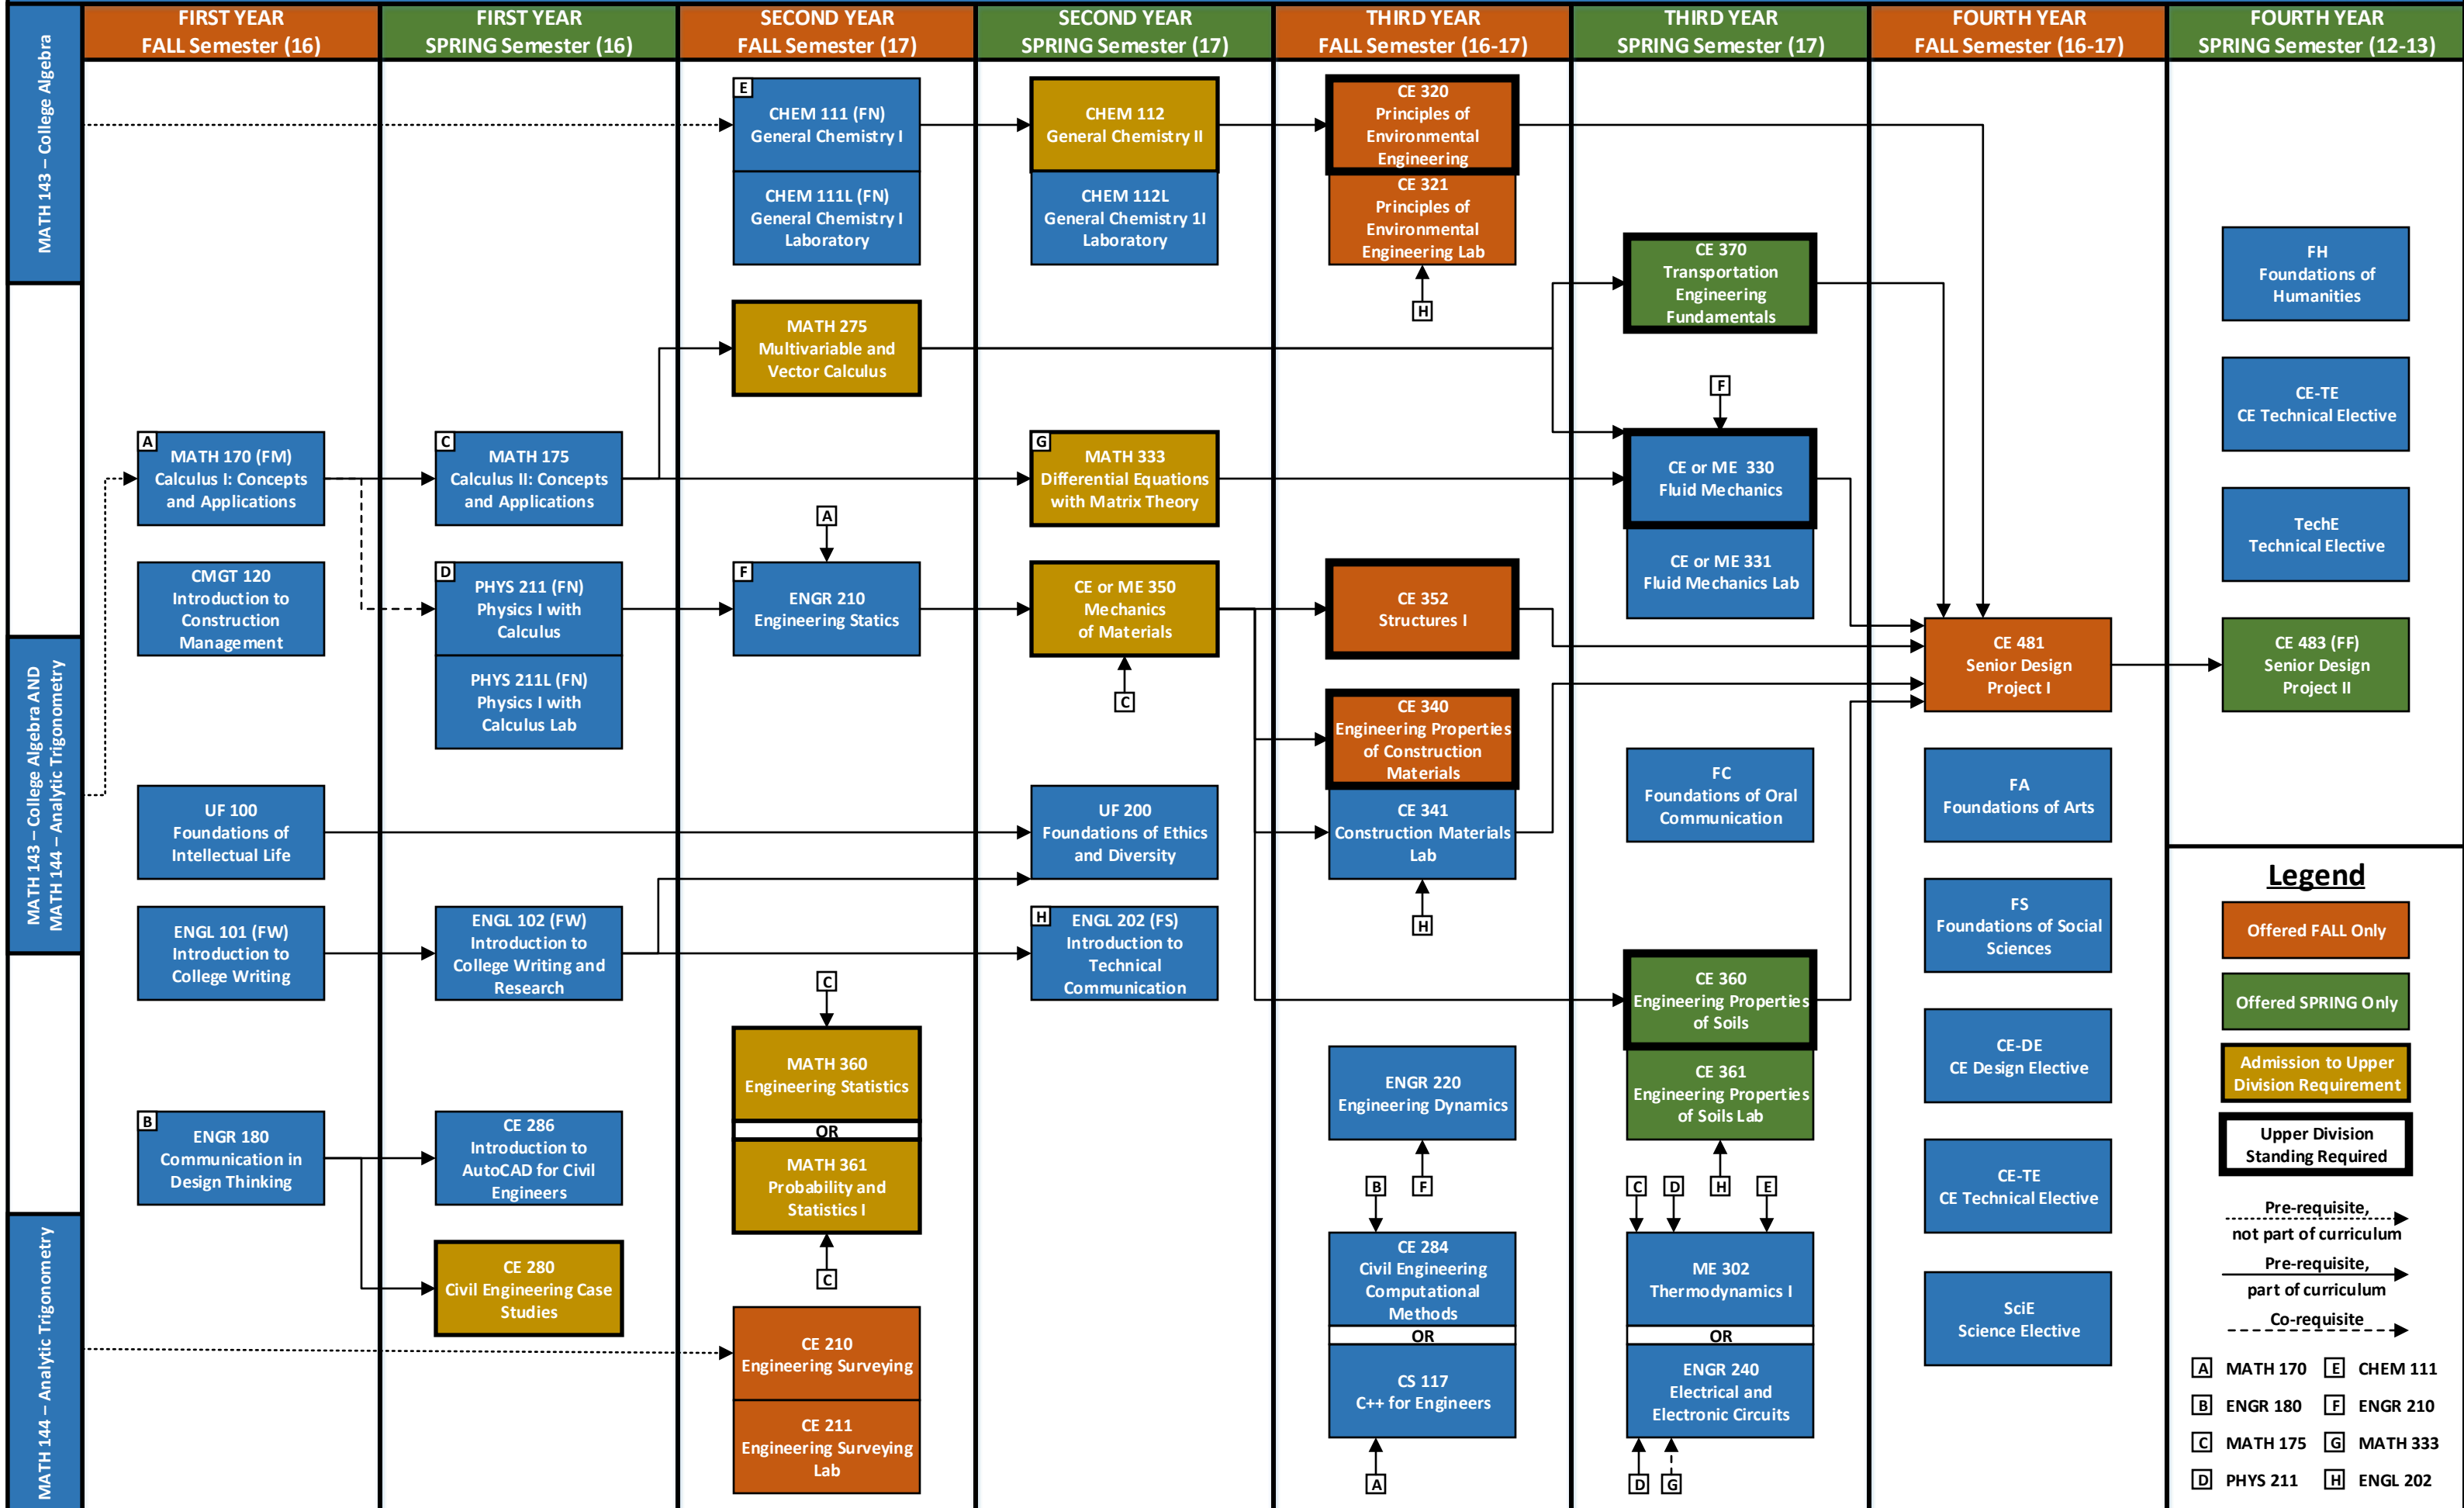 FIRST YEAR
FALL Semester (16)
FIRST YEAR
SPRING Semester (16)
SECOND YEAR
FALL Semester (17)
SECOND YEAR
SPRING Semester (17)
THIRD YEAR
FALL Semester (16-17)
THIRD YEAR
SPRING Semester (17)
FOURTH YEAR
FALL Semester (16-17)
FOURTH YEAR
SPRING Semester (12-13)
MATH 143 – College Algebra
MATH 143 – College Algebra AND
MATH 144 – Analytic Trigonometry
MATH 144 – Analytic Trigonometry
A
MATH 170 (FM)
Calculus I: Concepts
and Applications
CMGT 120
Introduction to
Construction
Management
UF 100
Foundations of
Intellectual Life
ENGL 101 (FW)
Introduction to
College Writing
B
ENGR 180
Communication in
Design Thinking
C
MATH 175
Calculus II: Concepts
and Applications
D
PHYS 211 (FN)
Physics I with
Calculus
PHYS 211L (FN)
Physics I with
Calculus Lab
ENGL 102 (FW)
Introduction to
College Writing and
Research
CE 286
Introduction to
AutoCAD for Civil
Engineers
CE 280
Civil Engineering Case
Studies
E
CHEM 111 (FN)
General Chemistry I
CHEM 111L (FN)
General Chemistry I
Laboratory
MATH 275
Multivariable and
Vector Calculus
A
F
ENGR 210
Engineering Statics
C
MATH 360
Engineering Statistics
OR
MATH 361
Probability and
Statistics I
C
CE 210
Engineering Surveying
CE 211
Engineering Surveying
Lab
CHEM 112
General Chemistry II
CHEM 112L
General Chemistry 1I
Laboratory
G
MATH 333
Differential Equations
with Matrix Theory
CE or ME 350
Mechanics
of Materials
C
UF 200
Foundations of Ethics
and Diversity
H
ENGL 202 (FS)
Introduction to
Technical
Communication
CE 320
Principles of
Environmental
Engineering
CE 321
Principles of
Environmental
Engineering Lab
H
CE 352
Structures I
CE 340
Engineering Properties
of Construction
Materials
CE 341
Construction Materials
Lab
H
ENGR 220
Engineering Dynamics
B
F
CE 284
Civil Engineering
Computational
Methods
OR
CS 117
C++ for Engineers
A
CE 370
Transportation
Engineering
Fundamentals
F
CE or ME  330
Fluid Mechanics
CE or ME 331
Fluid Mechanics Lab
FC
Foundations of Oral
Communication
CE 360
Engineering Properties
of Soils
CE 361
Engineering Properties
of Soils Lab
C
D
H
E
ME 302
Thermodynamics I
OR
ENGR 240
Electrical and
Electronic Circuits
D
G
CE 481
Senior Design
Project I
FA
Foundations of Arts
FS
Foundations of Social
Sciences
CE-DE
CE Design Elective
CE-TE
CE Technical Elective
SciE
Science Elective
FH
Foundations of
Humanities
CE-TE
CE Technical Elective
TechE
Technical Elective
CE 483 (FF)
Senior Design
Project II
Legend
Offered FALL Only
Offered SPRING Only
Admission to Upper
Division Requirement
Upper Division
Standing Required
Pre-requisite,
not part of curriculum
Pre-requisite,
part of curriculum
Co-requisite
A MATH 170 E CHEM 111
B ENGR 180 F ENGR 210
C MATH 175 G MATH 333
D PHYS 211 H ENGL 202